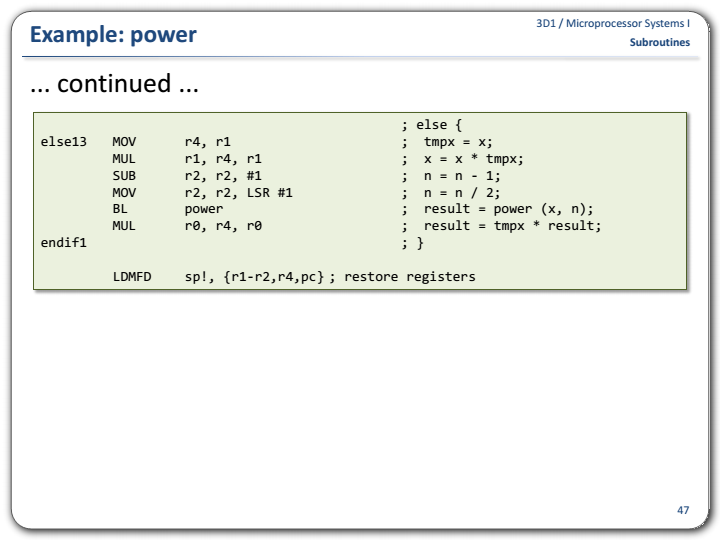 Example: power
3D1 / Microprocessor Systems I
Subroutines
... continued ...
; else {
else13 MOV r4, r1 ; tmpx = x;
MUL r1, r4, r1 ; x = x * tmpx;
SUB r2, r2, #1 ; n = n - 1;
MOV r2, r2, LSR #1 ; n = n / 2;
BL power ; result = power (x, n);
MUL r0, r4, r0 ; result = tmpx * result;
endif1 ; }
LDMFD sp!, {r1-r2,r4,pc} ; restore registers
47